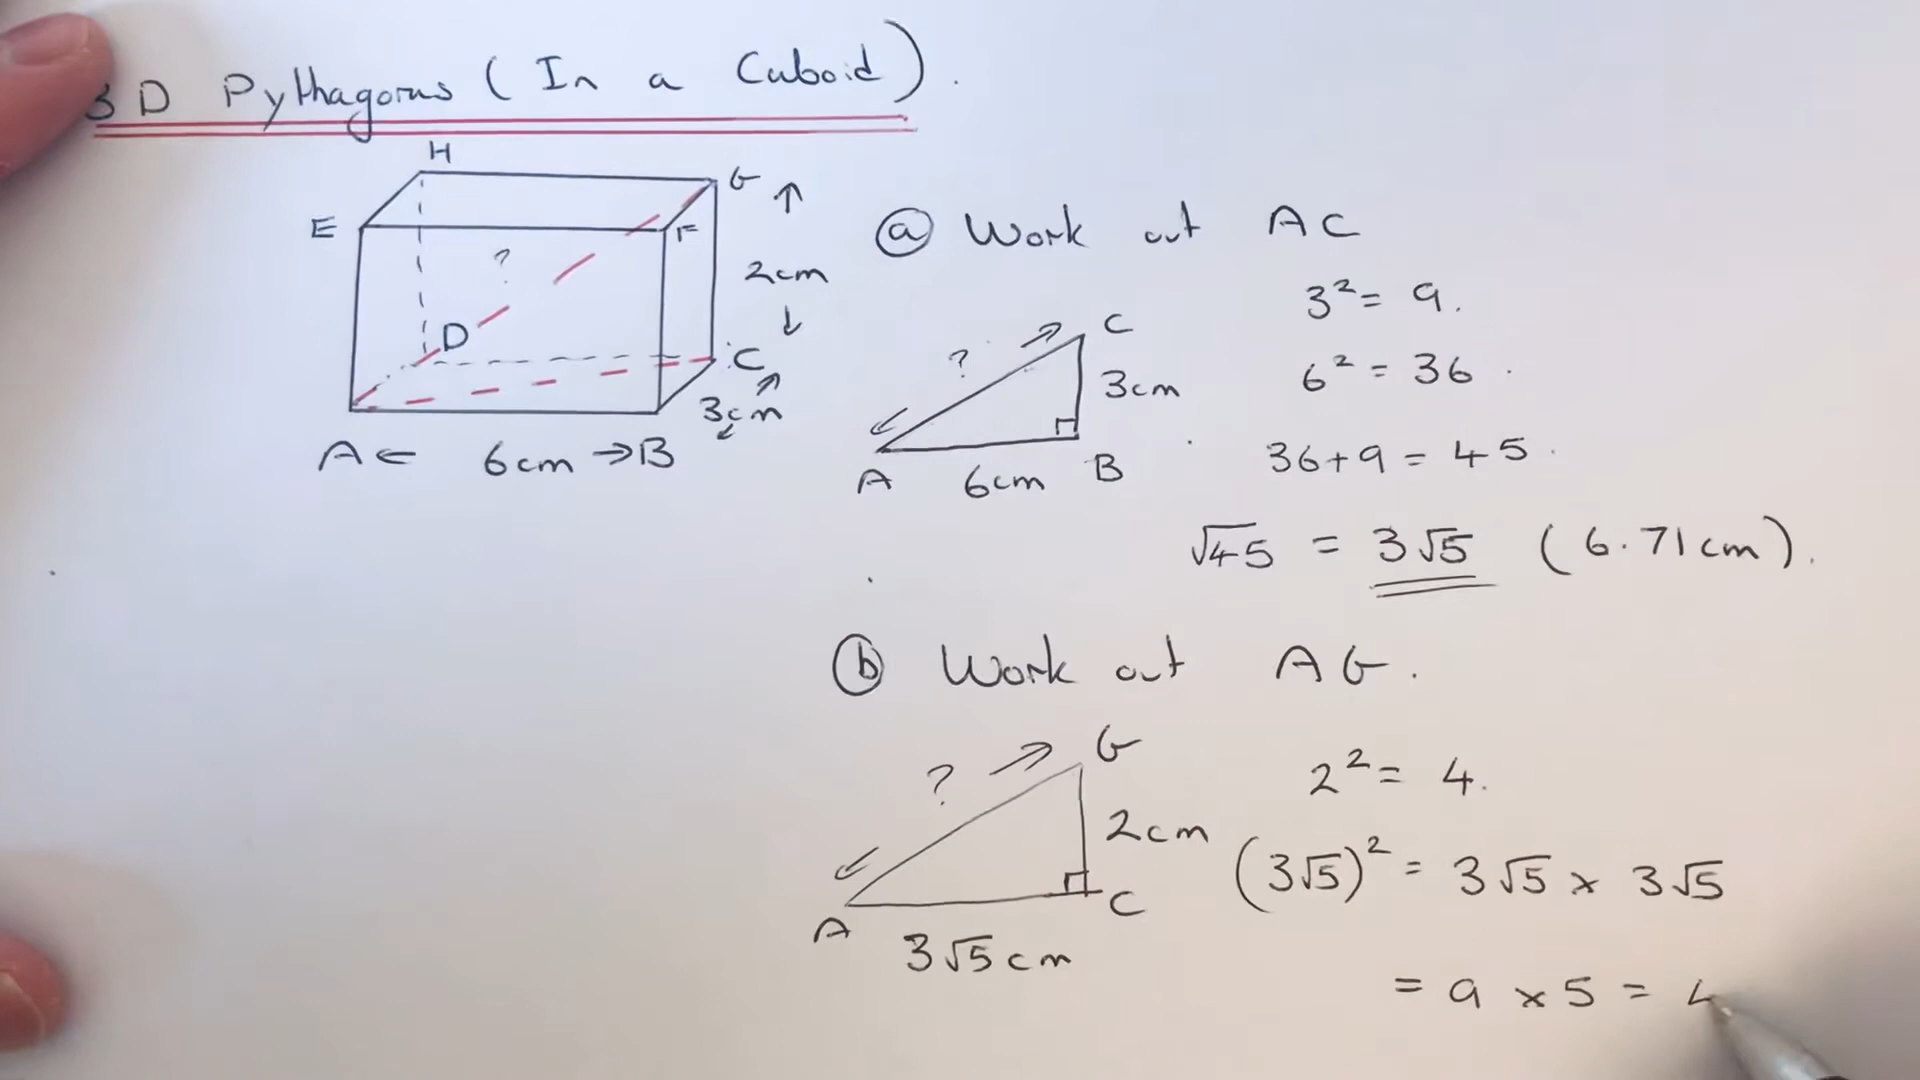 3D Pythagoras (In a Cuboid).
H
G
E
F
?
2cm
D
C
3cm
A ← 6cm → B
(a) Work out AC
3² = 9.
C
?
3cm
6² = 36
A 6cm B
36+9 = 45
√45 = 3√5 (6.71cm).
(b) Work out AG.
G
?
2² = 4.
2cm
(3√5)² = 3√5 × 3√5
A
C
3√5cm
= 9 × 5 = 4